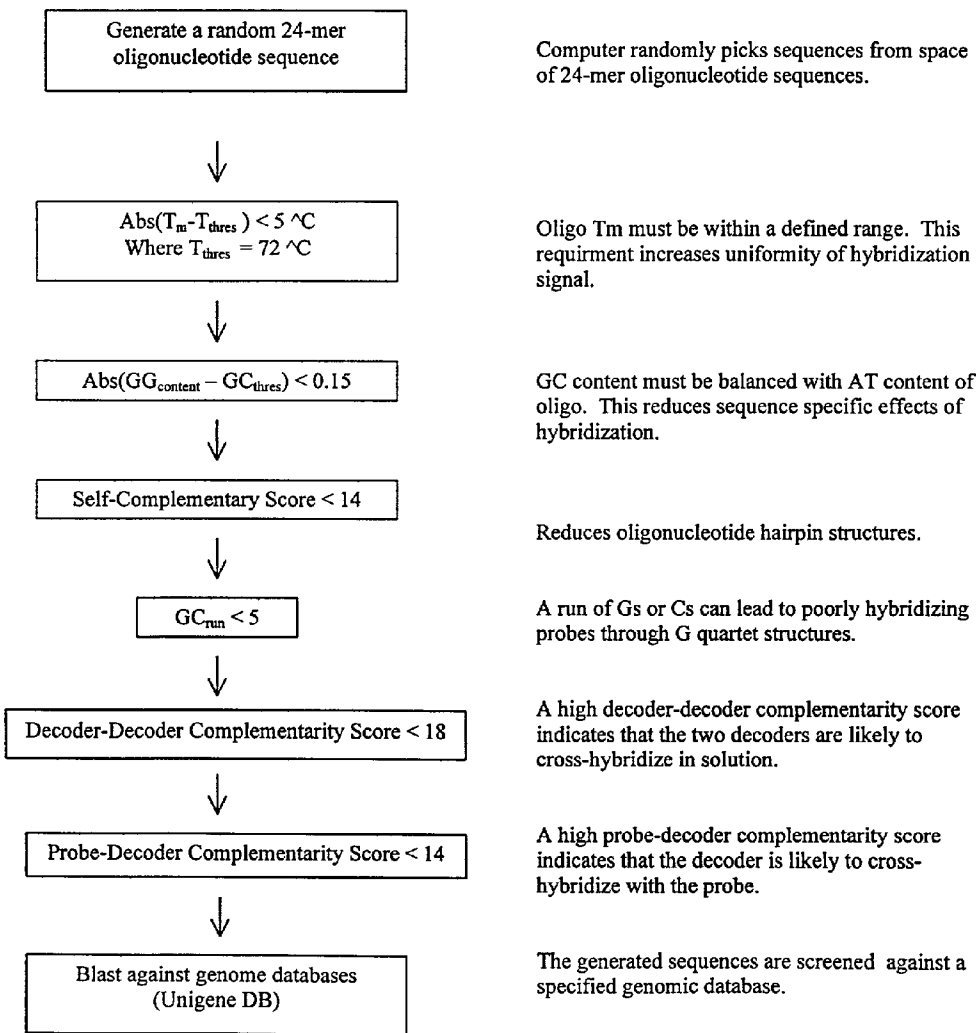 Generate a random 24-mer
oligonucleotide sequence
Computer randomly picks sequences from space
of 24-mer oligonucleotide sequences.
Abs(Tm-Tthres ) < 5 ^C
Where Tthres = 72 ^C
Oligo Tm must be within a defined range. This
requirment increases uniformity of hybridization
signal.
Abs(GGcontent – GCthres) < 0.15
GC content must be balanced with AT content of
oligo. This reduces sequence specific effects of
hybridization.
Self-Complementary Score < 14
Reduces oligonucleotide hairpin structures.
GCrun < 5
A run of Gs or Cs can lead to poorly hybridizing
probes through G quartet structures.
Decoder-Decoder Complementarity Score < 18
A high decoder-decoder complementarity score
indicates that the two decoders are likely to
cross-hybridize in solution.
Probe-Decoder Complementarity Score < 14
A high probe-decoder complementarity score
indicates that the decoder is likely to cross-
hybridize with the probe.
Blast against genome databases
(Unigene DB)
The generated sequences are screened against a
specified genomic database.